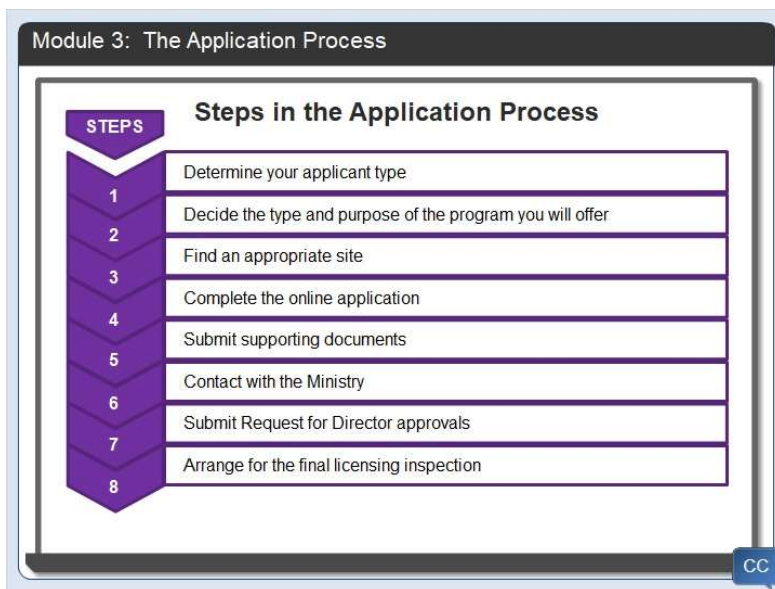 Module 3: The Application Process
Steps in the Application Process
STEPS
1
Determine your applicant type
2
Decide the type and purpose of the program you will offer
3
Find an appropriate site
4
Complete the online application
5
Submit supporting documents
6
Contact with the Ministry
7
Submit Request for Director approvals
8
Arrange for the final licensing inspection
CC